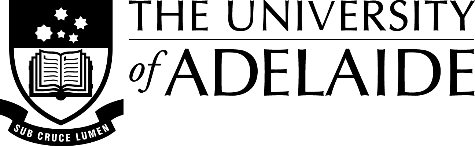 THE UNIVERSITY
of ADELAIDE
SUB CRUCE LUMEN